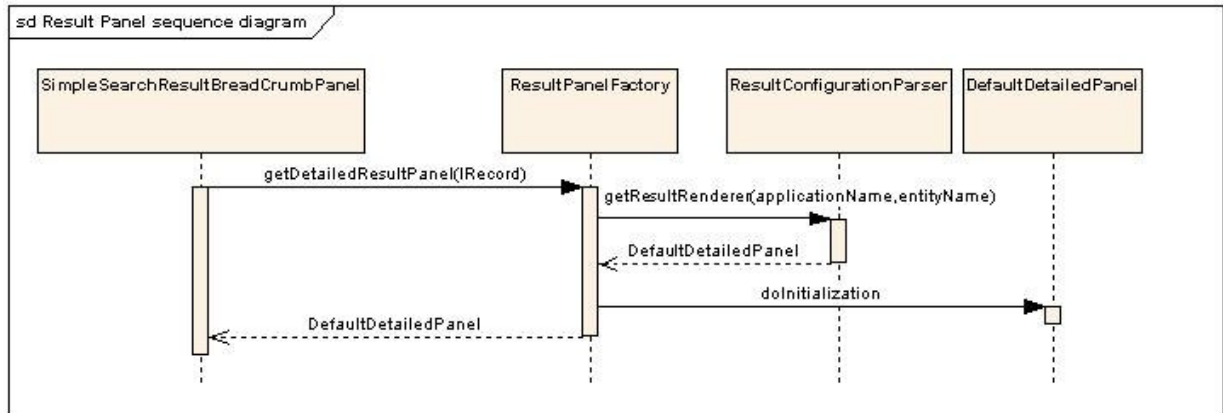 sd Result Panel sequence diagram
SimpleSearchResultBreadCrumbPanel
ResultPanelFactory
ResultConfigurationParser
DefaultDetailedPanel
getDetailedResultPanel(IRecord)
getResultRenderer(applicationName,entityName)
DefaultDetailedPanel
doInitialization
DefaultDetailedPanel